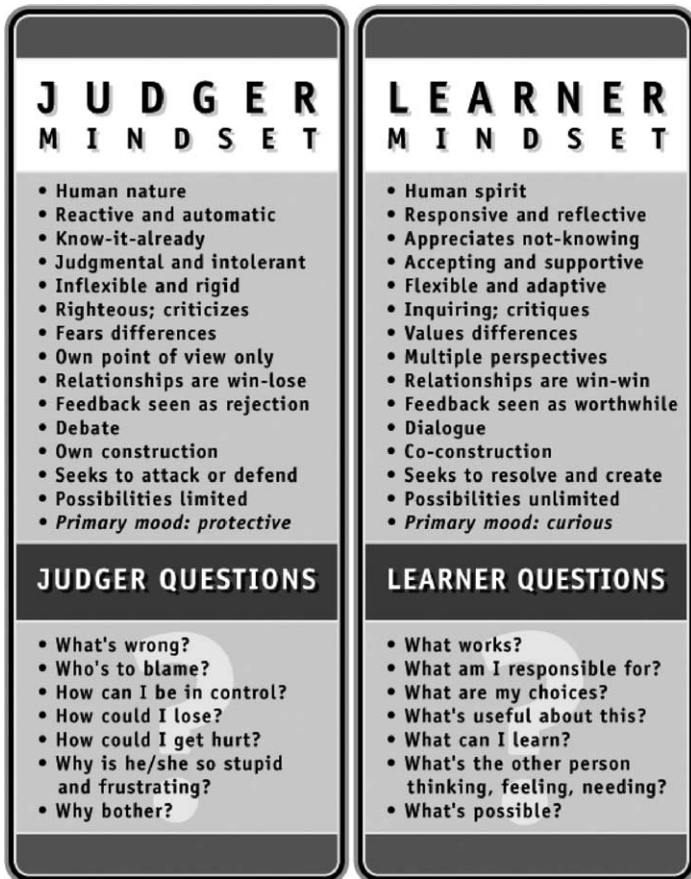 JUDGER
MINDSET
• Human nature
• Reactive and automatic
• Know-it-already
• Judgmental and intolerant
• Inflexible and rigid
• Righteous; criticizes
• Fears differences
• Own point of view only
• Relationships are win-lose
• Feedback seen as rejection
• Debate
• Own construction
• Seeks to attack or defend
• Possibilities limited
• Primary mood: protective
JUDGER QUESTIONS
• What's wrong?
• Who's to blame?
• How can I be in control?
• How could I lose?
• How could I get hurt?
• Why is he/she so stupid
and frustrating?
• Why bother?
LEARNER
MINDSET
• Human spirit
• Responsive and reflective
• Appreciates not-knowing
• Accepting and supportive
• Flexible and adaptive
• Inquiring; critiques
• Values differences
• Multiple perspectives
• Relationships are win-win
• Feedback seen as worthwhile
• Dialogue
• Co-construction
• Seeks to resolve and create
• Possibilities unlimited
• Primary mood: curious
LEARNER QUESTIONS
• What works?
• What am I responsible for?
• What are my choices?
• What's useful about this?
• What can I learn?
• What's the other person
thinking, feeling, needing?
• What's possible?